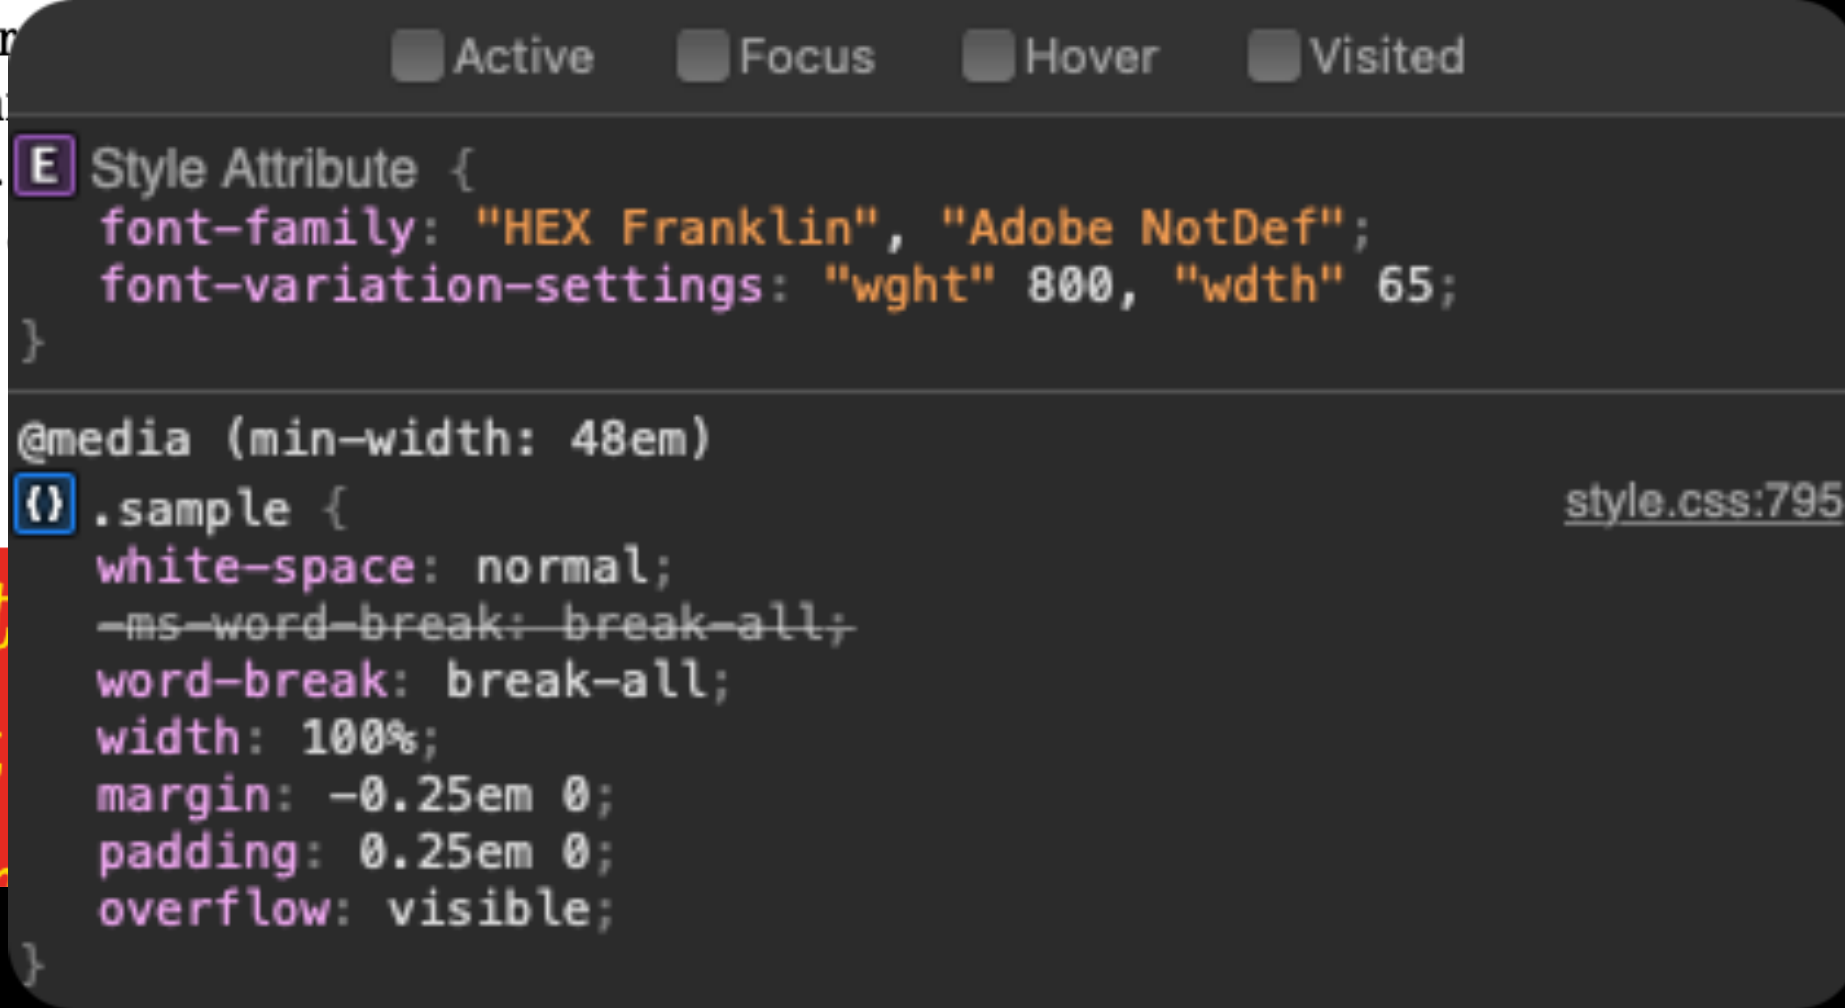 Active Focus Hover Visited
E Style Attribute {
font-family: "HEX Franklin", "Adobe NotDef";
font-variation-settings: "wght" 800, "wdth" 65;
}
@media (min-width: 48em)
{} .sample { style.css:795
white-space: normal;
-ms-word-break: break-all;
word-break: break-all;
width: 100%;
margin: -0.25em 0;
padding: 0.25em 0;
overflow: visible;
}